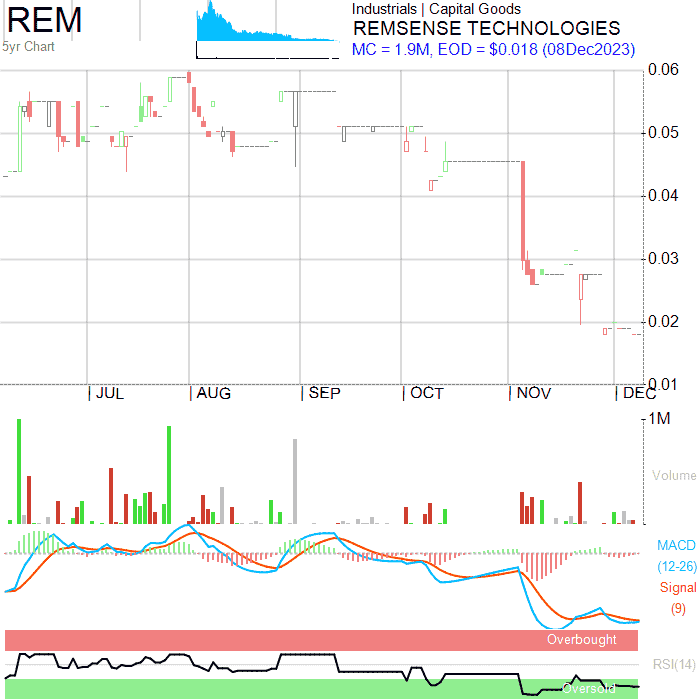 REM
5yr Chart
Industrials | Capital Goods
REMSENSE TECHNOLOGIES
MC = 1.9M, EOD = $0.018 (08Dec2023)
0.06
0.05
0.04
0.03
0.02
0.01
JUL AUG SEP OCT NOV DEC
1M
Volume
MACD
(12-26)
Signal
(9)
Overbought
RSI(14)
Oversold